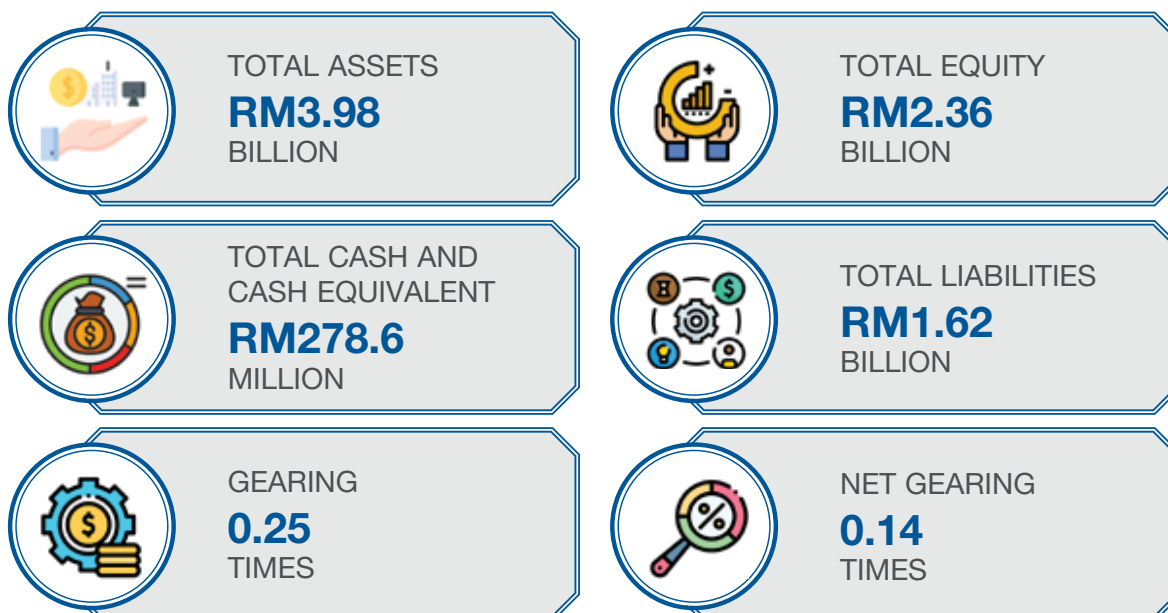 TOTAL ASSETS
RM3.98
BILLION
TOTAL EQUITY
RM2.36
BILLION
TOTAL CASH AND
CASH EQUIVALENT
RM278.6
MILLION
TOTAL LIABILITIES
RM1.62
BILLION
GEARING
0.25
TIMES
NET GEARING
0.14
TIMES